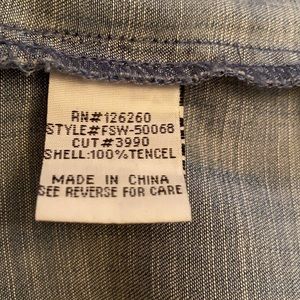 RN#126260
STYLE#FSW-50068
CUT#3990
SHELL:100%TENCEL
MADE IN CHINA
SEE REVERSE FOR CARE